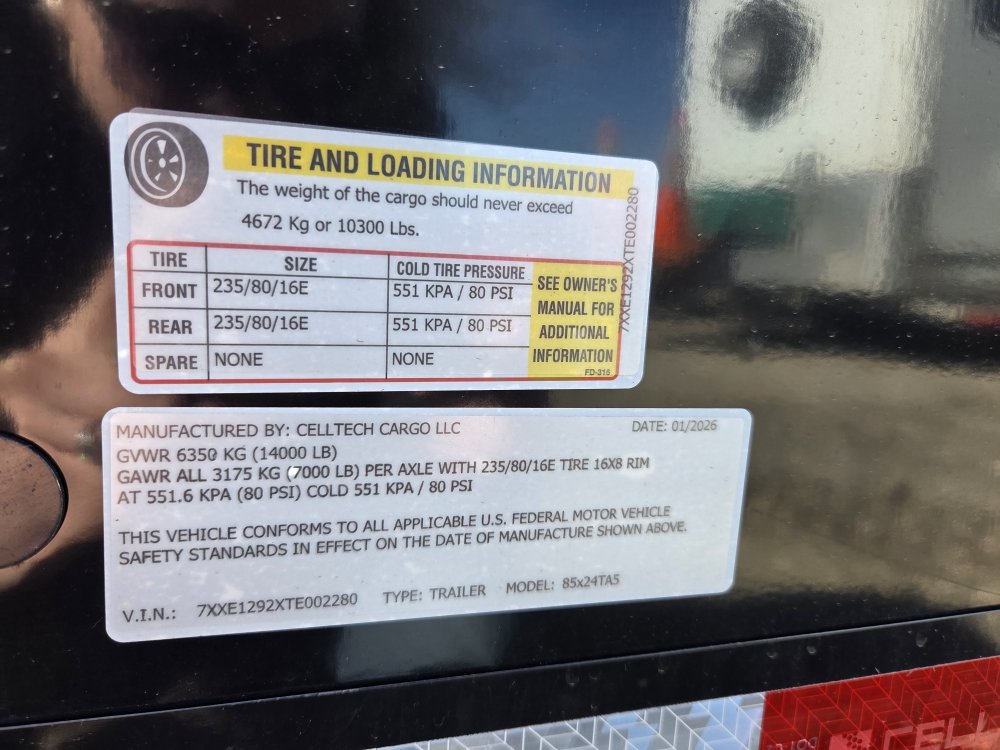 TIRE AND LOADING INFORMATION
The weight of the cargo should never exceed
4672 Kg or 10300 Lbs.
TIRE SIZE COLD TIRE PRESSURE
FRONT 235/80/16E 551 KPA / 80 PSI
REAR 235/80/16E 551 KPA / 80 PSI
SPARE NONE NONE
SEE OWNER'S
MANUAL FOR
ADDITIONAL
INFORMATION
FD-316
7XXE1292XTE002280
MANUFACTURED BY: CELLTECH CARGO LLC DATE: 01/2026
GVWR 6350 KG (14000 LB)
GAWR ALL 3175 KG (7000 LB) PER AXLE WITH 235/80/16E TIRE 16X8 RIM
AT 551.6 KPA (80 PSI) COLD 551 KPA / 80 PSI
THIS VEHICLE CONFORMS TO ALL APPLICABLE U.S. FEDERAL MOTOR VEHICLE
SAFETY STANDARDS IN EFFECT ON THE DATE OF MANUFACTURE SHOWN ABOVE.
V.I.N.: 7XXE1292XTE002280 TYPE: TRAILER MODEL: 85x24TA5
CELL